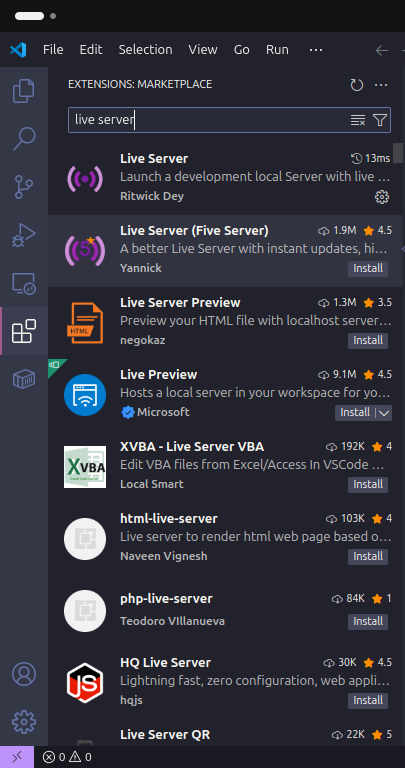 File Edit Selection View Go Run ···
EXTENSIONS: MARKETPLACE
live server
Live Server 13ms
Launch a development local Server with live ...
Ritwick Dey
Live Server (Five Server) 1.9M 4.5
A better Live Server with instant updates, hi...
Yannick Install
Live Server Preview 1.3M 3.5
Preview your HTML file with localhost server...
negokaz Install
HTML
Live Preview 9.1M 4.5
Hosts a local server in your workspace for yo...
Microsoft Install
XVBA - Live Server VBA 192K 4
Edit VBA files from Excel/Access In VSCode ...
Local Smart Install
XVBA
html-live-server 103K 4
Live server to render html web page based o...
Naveen Vignesh Install
php-live-server 84K 1
Teodoro VIllanueva Install
HQ Live Server 30K 4.5
Lightning fast, zero configuration, web appli...
hqjs Install
JS
Live Server QR 22K 5
0 0